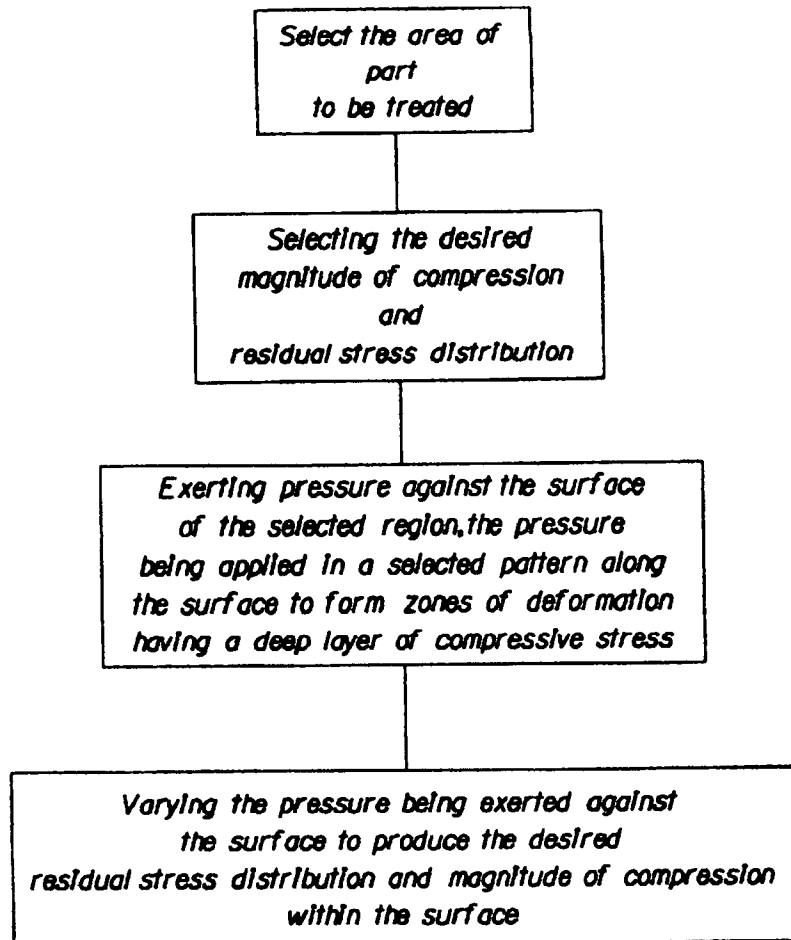 Select the area of
part
to be treated
Selecting the desired
magnitude of compression
and
residual stress distribution
Exerting pressure against the surface
of the selected region, the pressure
being applied in a selected pattern along
the surface to form zones of deformation
having a deep layer of compressive stress
Varying the pressure being exerted against
the surface to produce the desired
residual stress distribution and magnitude of compression
within the surface